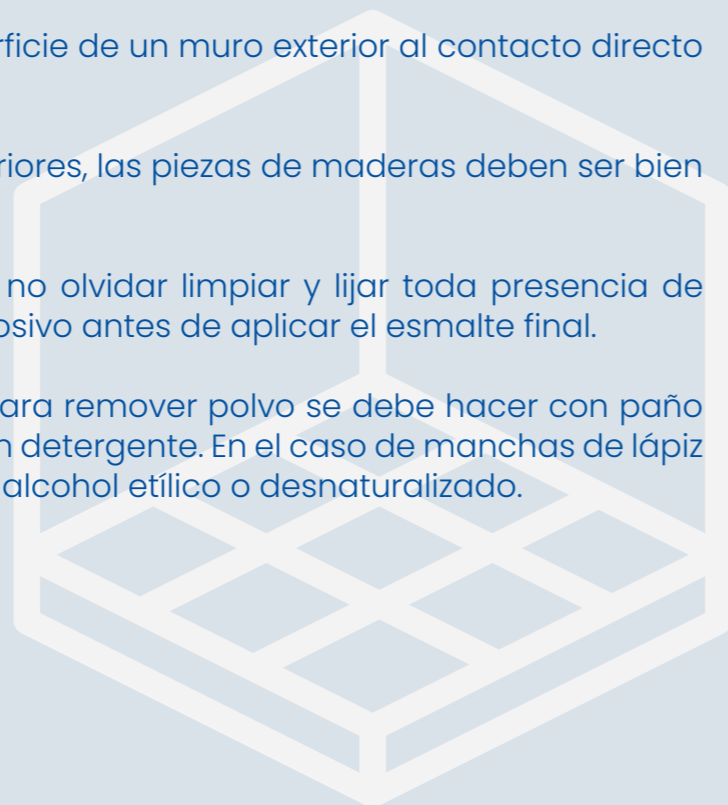 rficie de un muro exterior al contacto directo
riores, las piezas de maderas deben ser bien
no olvidar limpiar y lijar toda presencia de
osivo antes de aplicar el esmalte final.
ara remover polvo se debe hacer con paño
n detergente. En el caso de manchas de lápiz
alcohol etílico o desnaturalizado.